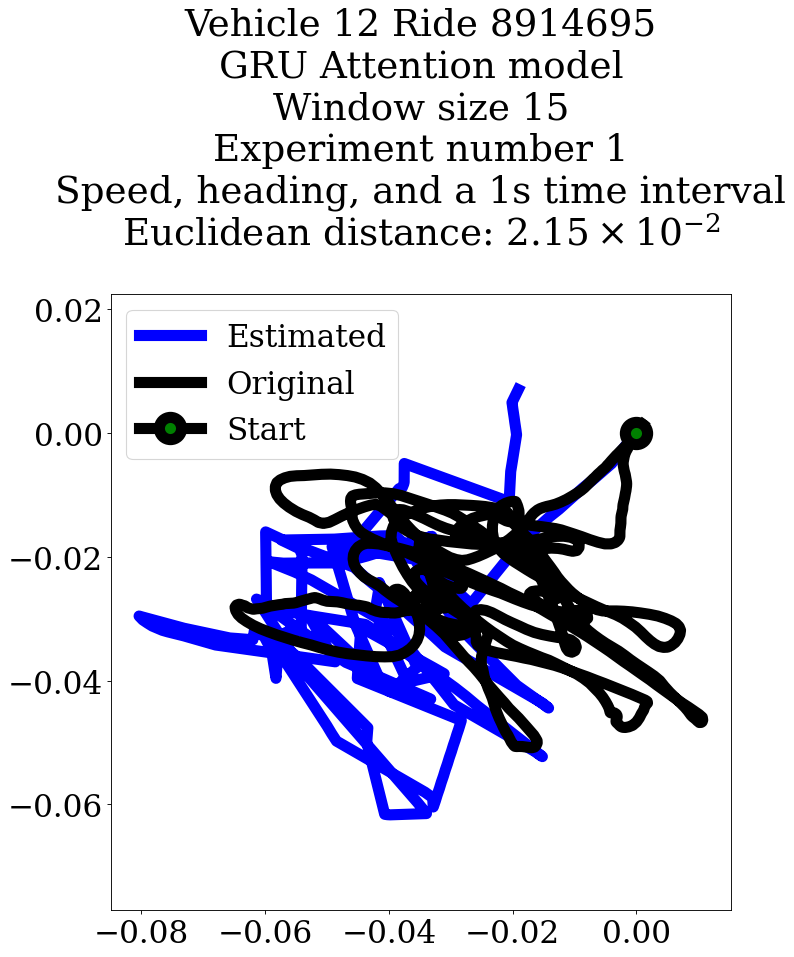 Vehicle 12 Ride 8914695
GRU Attention model
Window size 15
Experiment number 1
Speed, heading, and a 1s time interval
Euclidean distance: 2.15 × 10⁻²
0.02
0.00
−0.02
−0.04
−0.06
Estimated
Original
Start
−0.08 −0.06 −0.04 −0.02 0.00